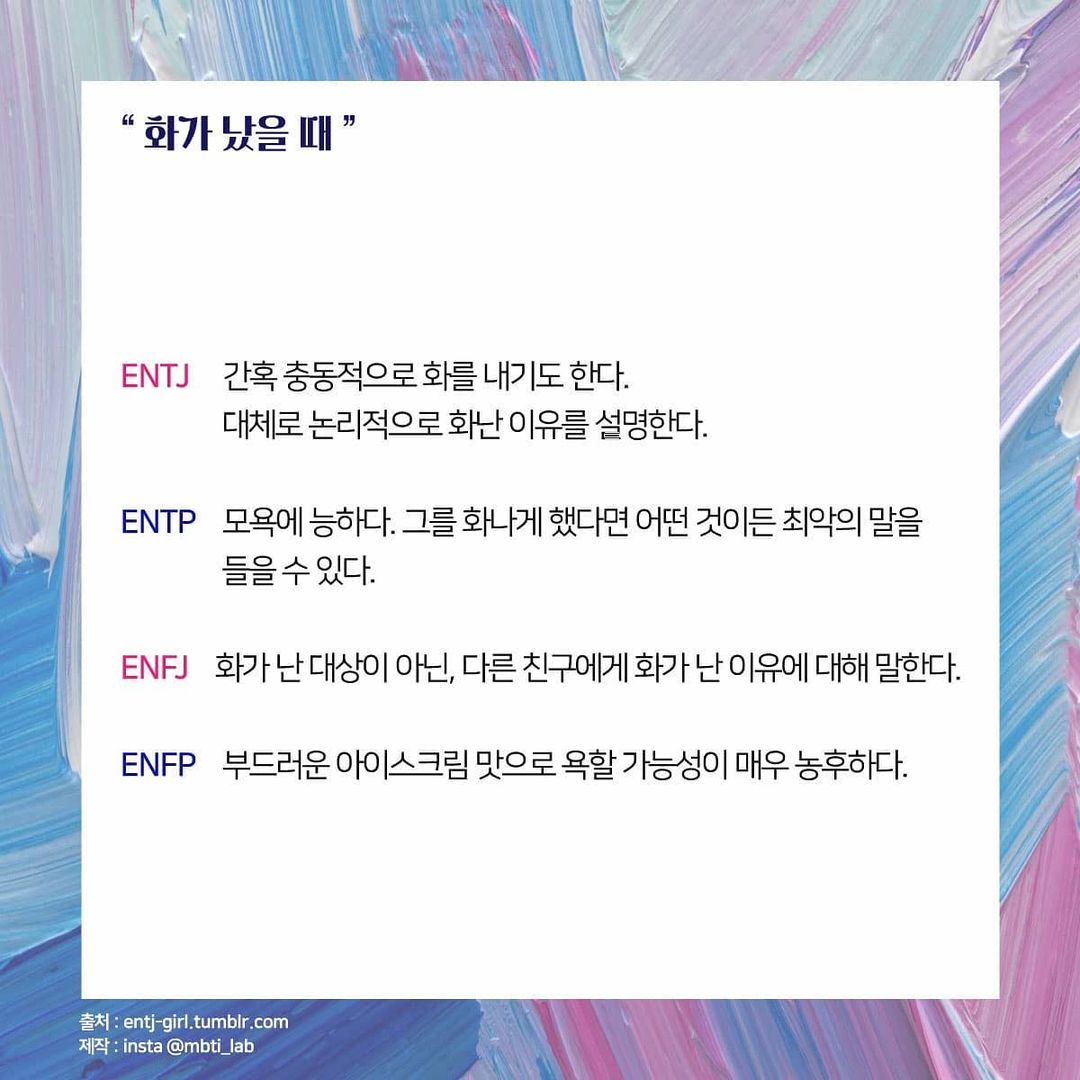 “ 화가 났을 때 ”
ENTJ 간혹 충동적으로 화를 내기도 한다.
대체로 논리적으로 화난 이유를 설명한다.
ENTP 모욕에 능하다. 그를 화나게 했다면 어떤 것이든 최악의 말을
들을 수 있다.
ENFJ 화가 난 대상이 아닌, 다른 친구에게 화가 난 이유에 대해 말한다.
ENFP 부드러운 아이스크림 맛으로 욕할 가능성이 매우 농후하다.
출처 : entj-girl.tumblr.com
제작 : insta @mbti_lab